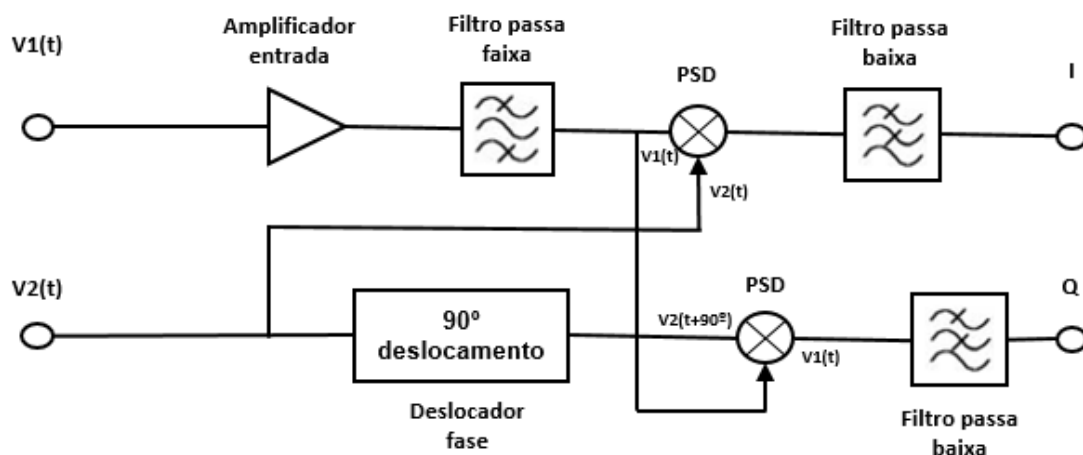 V1(t)
Amplificador
entrada
Filtro passa
faixa
PSD
Filtro passa
baixa
I
V1(t)
V2(t)
V2(t)
90º
deslocamento
Deslocador
fase
V2(t+90º)
PSD
V1(t)
Q
Filtro passa
baixa